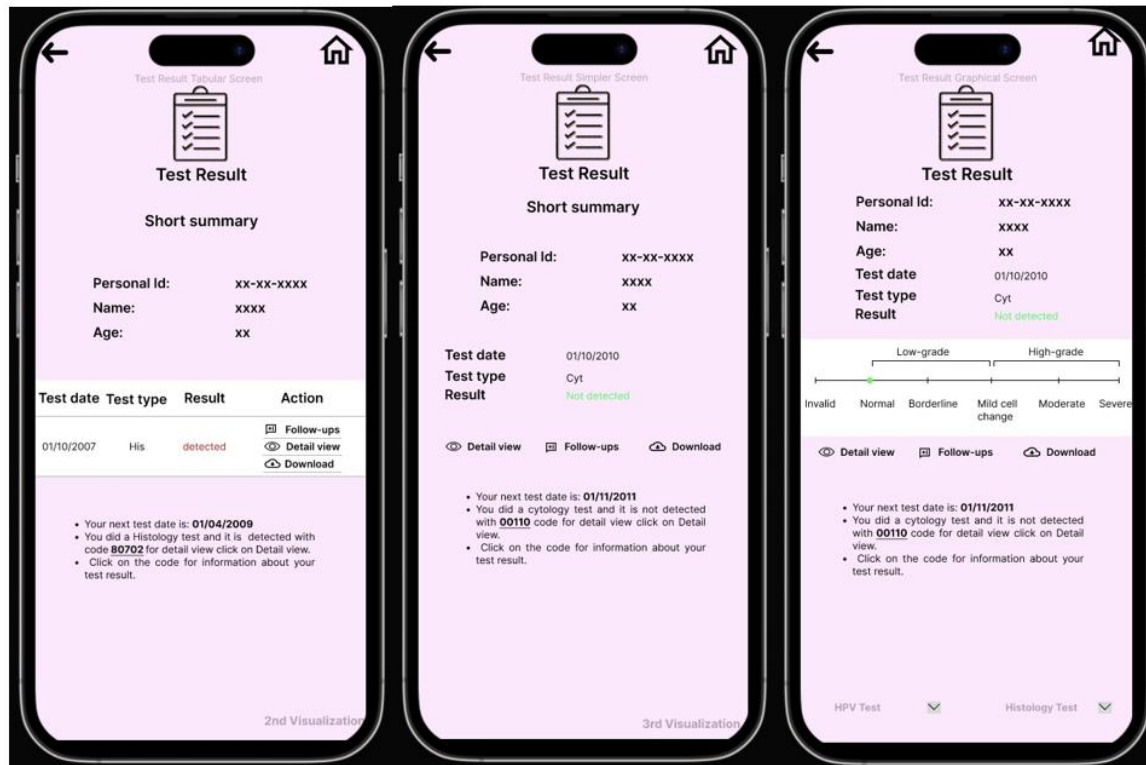 Test Result Tabular Screen
Test Result
Short summary
Personal Id: xx-xx-xxxx
Name: xxxx
Age: xx
Test date Test type Result Action
01/10/2007 His detected
Follow-ups
Detail view
Download
• Your next test date is: 01/04/2009
• You did a Histology test and it is detected with
code 80702 for detail view click on Detail view.
• Click on the code for information about your
test result.
2nd Visualization
Test Result Simpler Screen
Test Result
Short summary
Personal Id: xx-xx-xxxx
Name: xxxx
Age: xx
Test date 01/10/2010
Test type Cyt
Result Not detected
Detail view Follow-ups Download
• Your next test date is: 01/11/2011
• You did a cytology test and it is not detected
with 00110 code for detail view click on Detail
view.
• Click on the code for information about your
test result.
3rd Visualization
Test Result Graphical Screen
Test Result
Personal Id: xx-xx-xxxx
Name: xxxx
Age: xx
Test date 01/10/2010
Test type Cyt
Result Not detected
Low-grade High-grade
Invalid Normal Borderline Mild cell Moderate Severe
change
Detail view Follow-ups Download
• Your next test date is: 01/11/2011
• You did a cytology test and it is not detected
with 00110 code for detail view click on Detail
view.
• Click on the code for information about your
test result.
HPV Test Histology Test